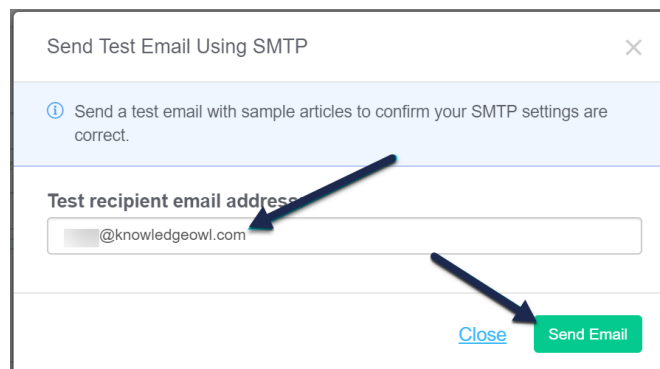 Send Test Email Using SMTP
Send a test email with sample articles to confirm your SMTP settings are
correct.
Test recipient email address
@knowledgeowl.com
Close
Send Email